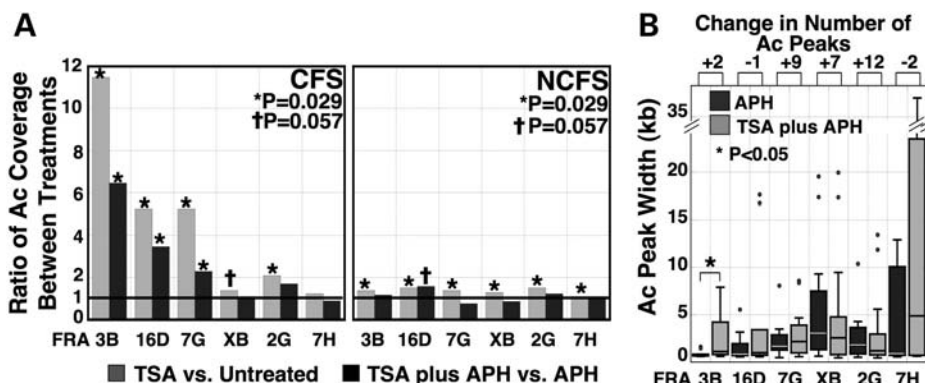 A
Ratio of Ac Coverage
Between Treatments
12
10
8
6
4
2
1
0
CFS
*P=0.029
†P=0.057
NCFS
*P=0.029
†P=0.057
* * * * * * † *
* * † * * * *
FRA 3B 16D 7G XB 2G 7H
3B 16D 7G XB 2G 7H
TSA vs. Untreated TSA plus APH vs. APH
B
Change in Number of
Ac Peaks
+2 -1 +9 +7 +12 -2
Ac Peak Width (kb)
35
20
15
10
5
0
APH
TSA plus APH
* P<0.05
*
FRA 3B 16D 7G XB 2G 7H